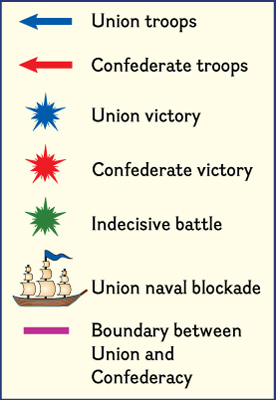 Union troops
Confederate troops
Union victory
Confederate victory
Indecisive battle
Union naval blockade
Boundary between
Union and
Confederacy